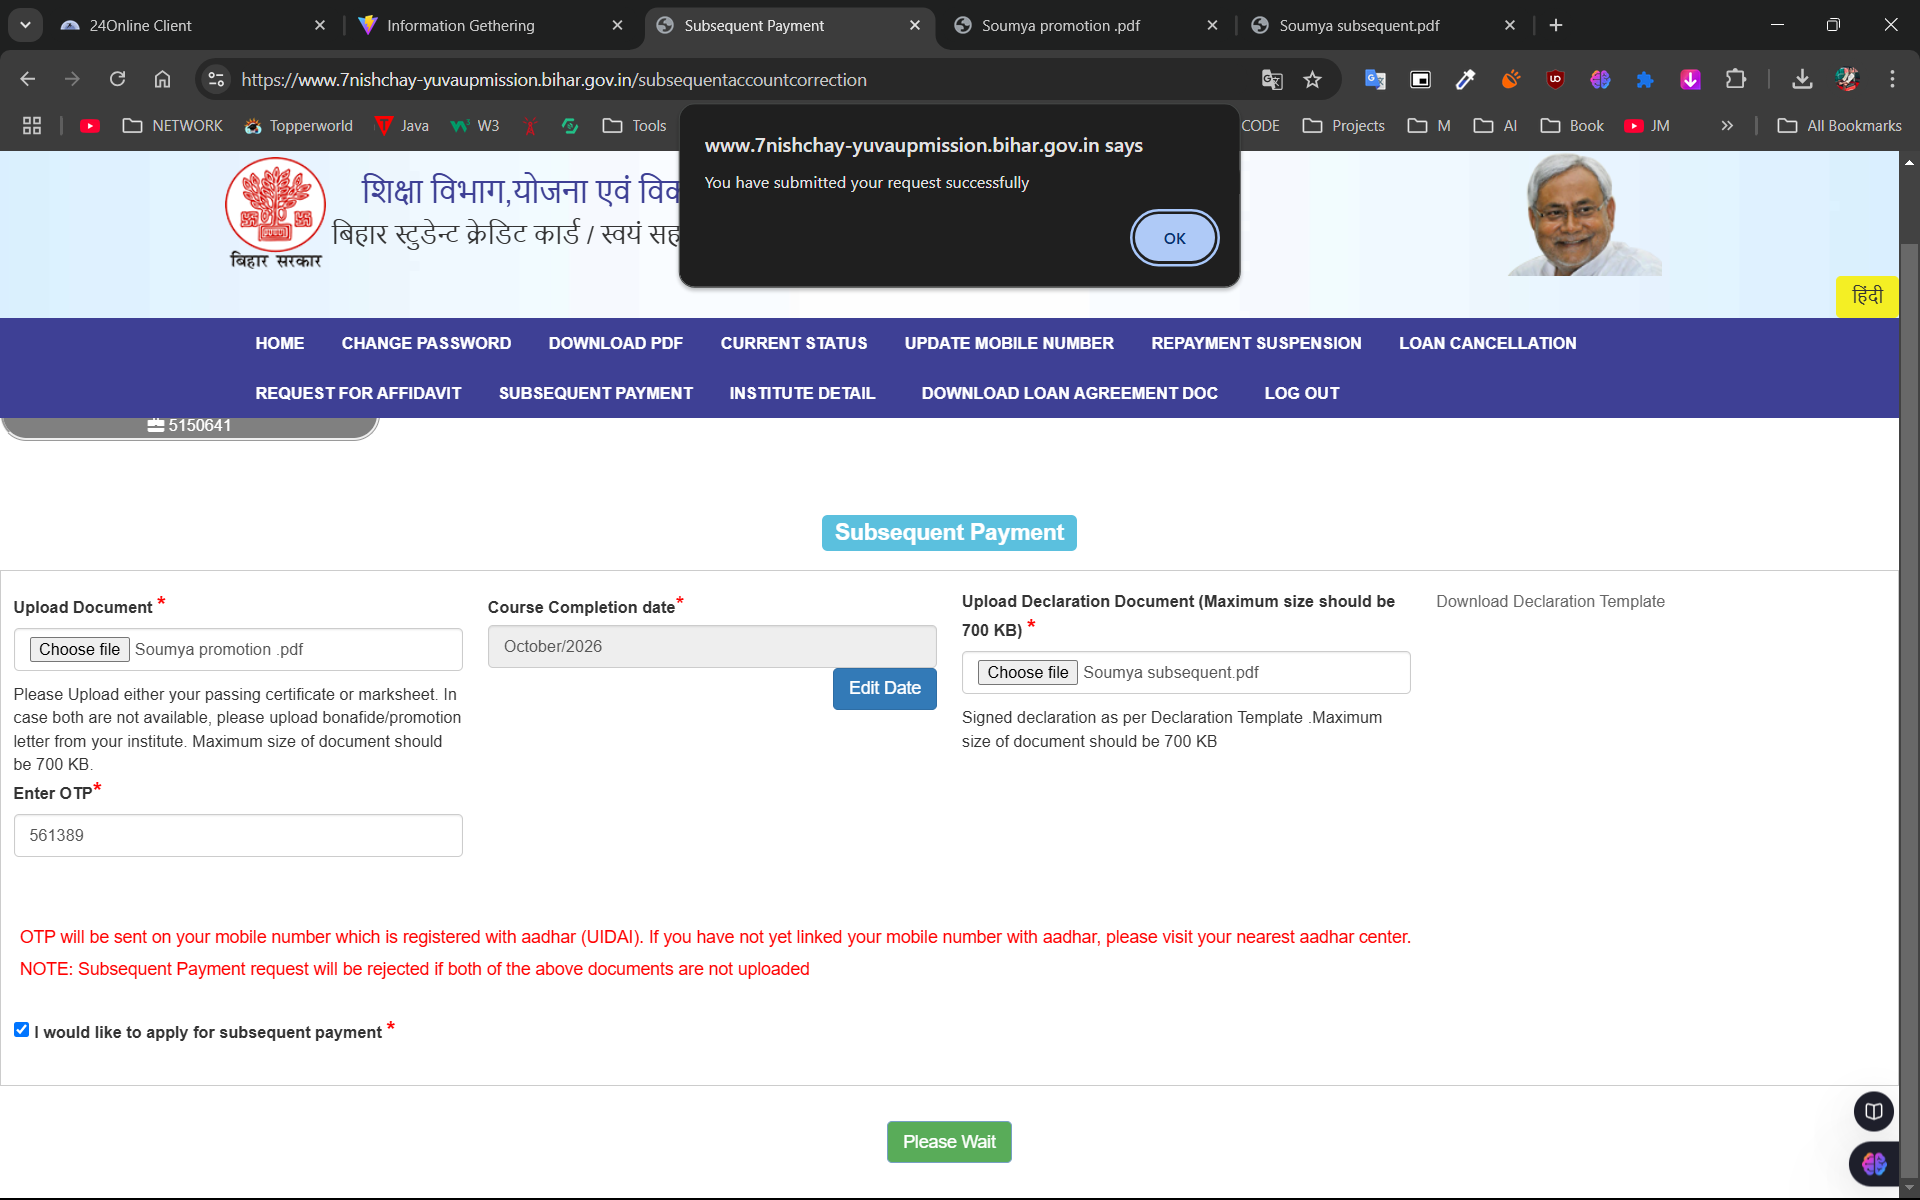 24Online Client
Information Gethering
Subsequent Payment
Soumya promotion .pdf
Soumya subsequent.pdf
https://www.7nishchay-yuvaupmission.bihar.gov.in/subsequentaccountcorrection
NETWORK
Topperworld
Java
W3
Tools
CODE
Projects
M
AI
Book
JM
All Bookmarks
www.7nishchay-yuvaupmission.bihar.gov.in says
You have submitted your request successfully
OK
शिक्षा विभाग,योजना एवं विक
बिहार स्टुडेन्ट क्रेडिट कार्ड / स्वयं सह
बिहार सरकार
हिंदी
HOME CHANGE PASSWORD DOWNLOAD PDF CURRENT STATUS UPDATE MOBILE NUMBER REPAYMENT SUSPENSION LOAN CANCELLATION
REQUEST FOR AFFIDAVIT SUBSEQUENT PAYMENT INSTITUTE DETAIL DOWNLOAD LOAN AGREEMENT DOC LOG OUT
5150641
Subsequent Payment
Upload Document *
Choose file Soumya promotion .pdf
Please Upload either your passing certificate or marksheet. In
case both are not available, please upload bonafide/promotion
letter from your institute. Maximum size of document should
be 700 KB.
Course Completion date*
October/2026
Edit Date
Upload Declaration Document (Maximum size should be
700 KB) *
Choose file Soumya subsequent.pdf
Signed declaration as per Declaration Template .Maximum
size of document should be 700 KB
Download Declaration Template
Enter OTP*
561389
OTP will be sent on your mobile number which is registered with aadhar (UIDAI). If you have not yet linked your mobile number with aadhar, please visit your nearest aadhar center.
NOTE: Subsequent Payment request will be rejected if both of the above documents are not uploaded
I would like to apply for subsequent payment *
Please Wait